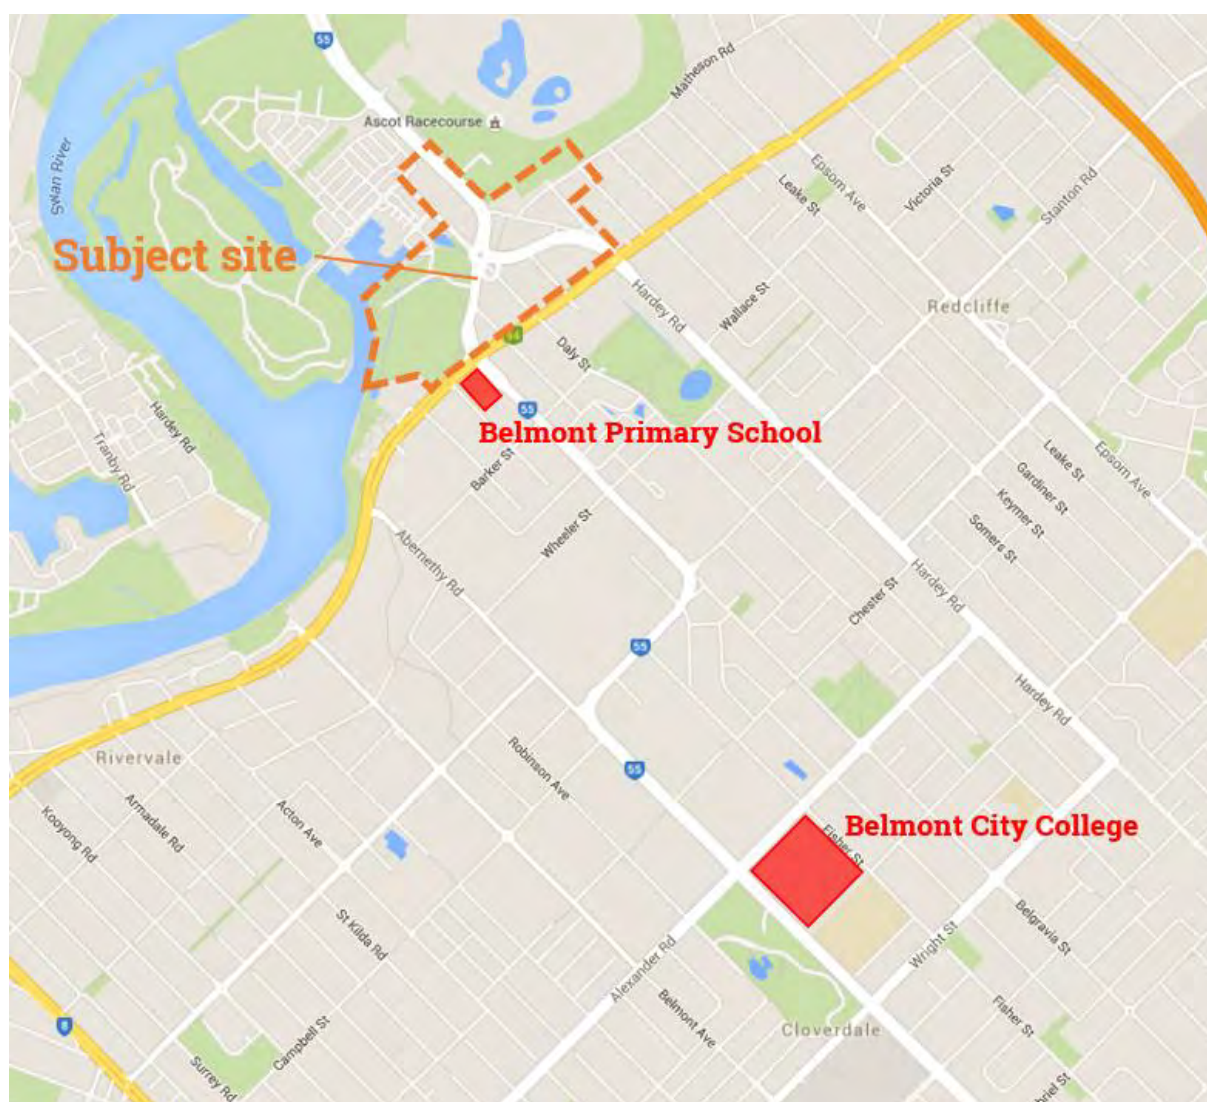 55
Matheson Rd
Ascot Racecourse
Swan River
Epsom Ave
Leake St
Victoria St
Stanton Rd
Subject site
Hardey Rd
Wallace St
Redcliffe
Daly St
55
Hardey Rd
Tranby Rd
Belmont Primary School
Barker St
Wheeler St
Abernethy Rd
Leake St
Epsom Ave
Gardiner St
Keymer St
Somers St
Hardey Rd
Chester St
55
Hardey Rd
Rivervale
Robinson Ave
55
Kooyong Rd
Armadale Rd
Acton Ave
Belmont City College
Fisher St
St Kilda Rd
Alexander Rd
Wright St
Belgravia St
Belmont Ave
Cloverdale
Fisher St
8
Campbell St
Surrey Rd
briel St